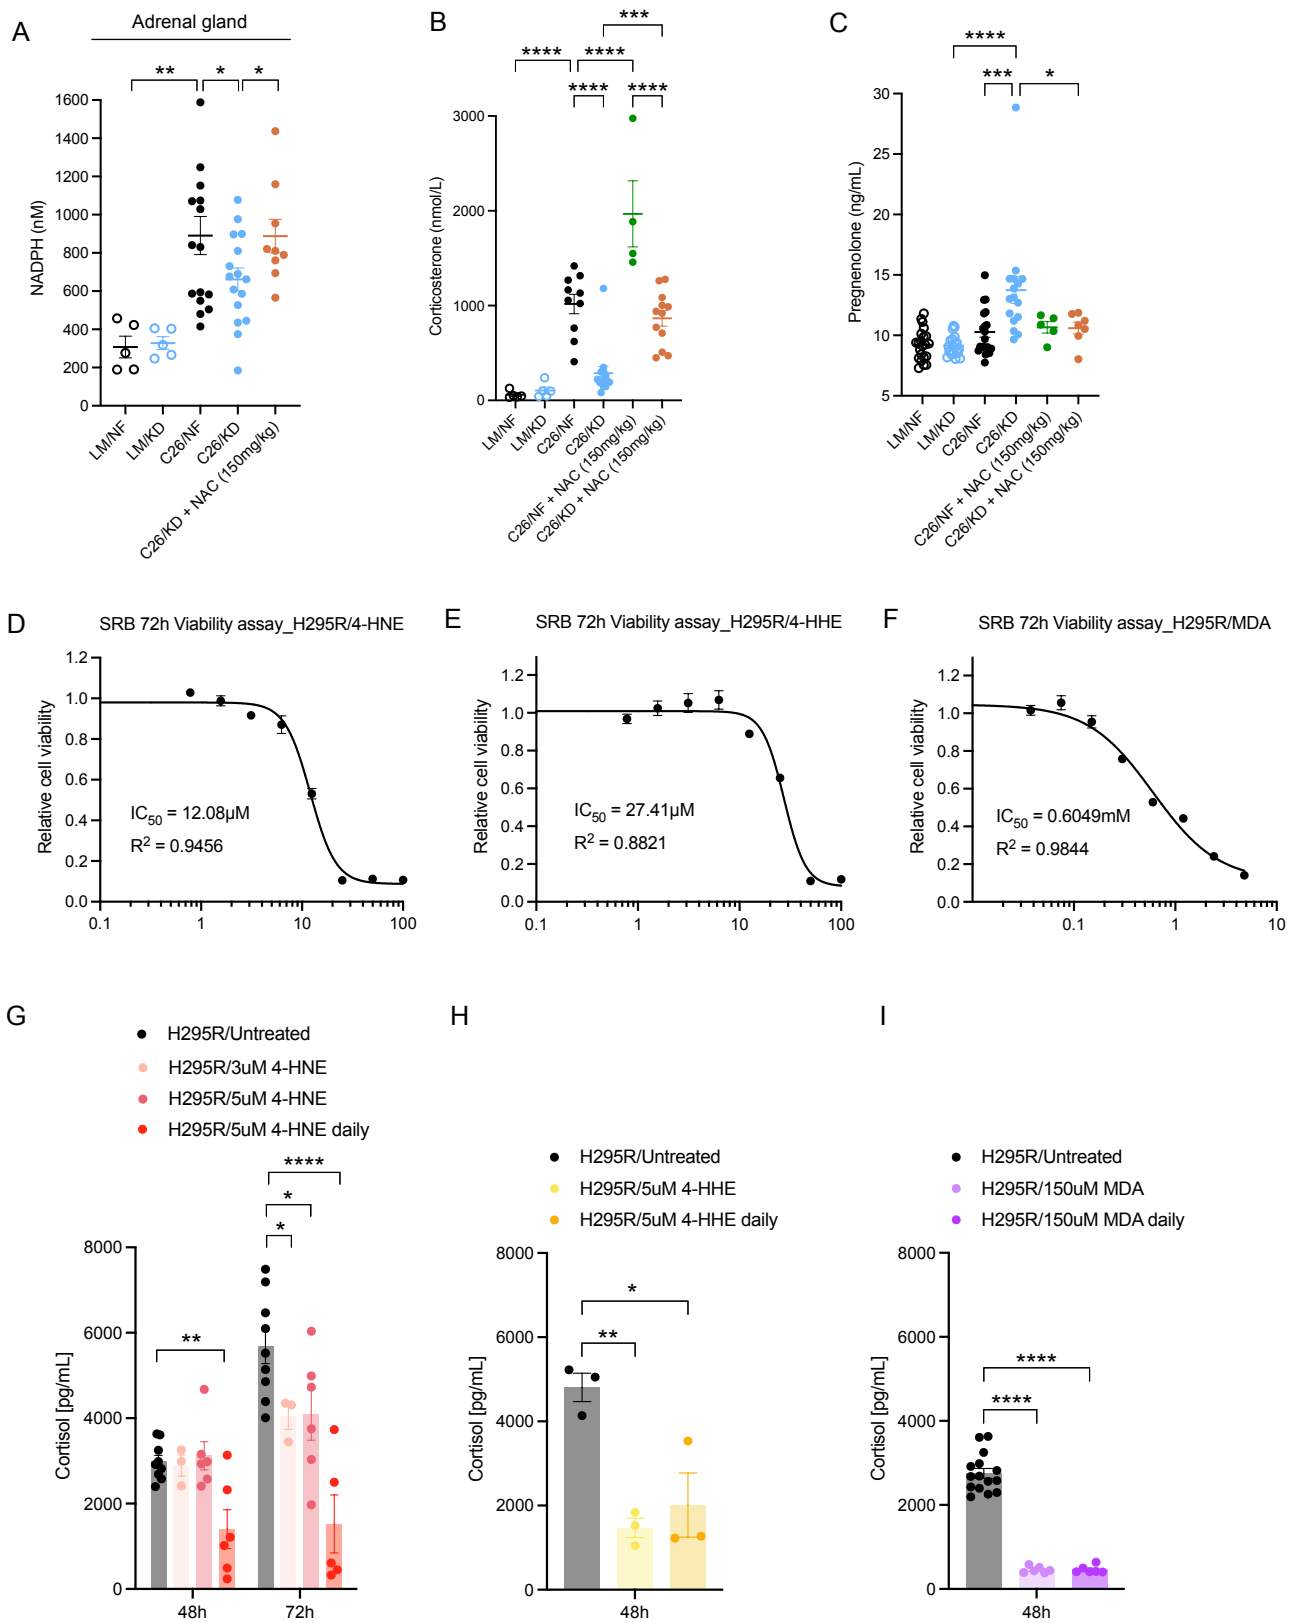 A
Adrenal gland
** * *
NADPH (nM)
1600
1400
1200
1000
800
600
400
200
0
LM/NF
LM/KD
C26/NF
C26/KD
C26/KD + NAC (150mg/kg)
B
***
**** ****
**** ****
Corticosterone (nmol/L)
3000
2000
1000
0
LM/NF
LM/KD
C26/NF
C26/KD
C26/NF + NAC (150mg/kg)
C26/KD + NAC (150mg/kg)
C
****
*** *
Pregnenolone (ng/mL)
30
25
20
15
10
5
LM/NF
LM/KD
C26/NF
C26/KD
C26/NF + NAC (150mg/kg)
C26/KD + NAC (150mg/kg)
D
SRB 72h Viability assay_H295R/4-HNE
Relative cell viability
1.2
1.0
0.8
0.6
0.4
0.2
0.0
IC50 = 12.08µM
R2 = 0.9456
0.1 1 10 100
E
SRB 72h Viability assay_H295R/4-HHE
Relative cell viability
1.2
1.0
0.8
0.6
0.4
0.2
0.0
IC50 = 27.41µM
R2 = 0.8821
0.1 1 10 100
F
SRB 72h Viability assay_H295R/MDA
Relative cell viability
1.2
1.0
0.8
0.6
0.4
0.2
0.0
IC50 = 0.6049mM
R2 = 0.9844
0.1 1 10
G
H295R/Untreated
H295R/3uM 4-HNE
H295R/5uM 4-HNE
H295R/5uM 4-HNE daily
****
*
*
**
Cortisol [pg/mL]
8000
6000
4000
2000
0
48h 72h
H
H295R/Untreated
H295R/5uM 4-HHE
H295R/5uM 4-HHE daily
*
**
Cortisol [pg/mL]
8000
6000
4000
2000
0
48h
I
H295R/Untreated
H295R/150uM MDA
H295R/150uM MDA daily
****
****
Cortisol [pg/mL]
8000
6000
4000
2000
0
48h